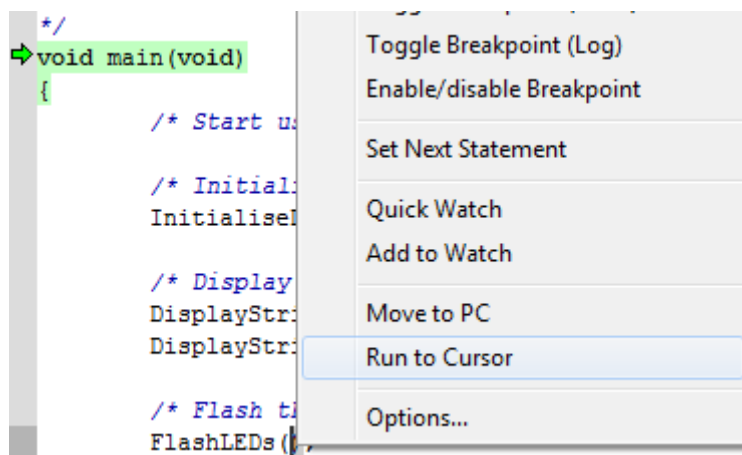 */
void main(void)
{
/* Start
/* Initiali
Initialise
/* Display
DisplayStri
DisplayStri
/* Flash
FlashLEDs(
Toggle Breakpoint (Log)
Enable/disable Breakpoint
Set Next Statement
Quick Watch
Add to Watch
Move to PC
Run to Cursor
Options...